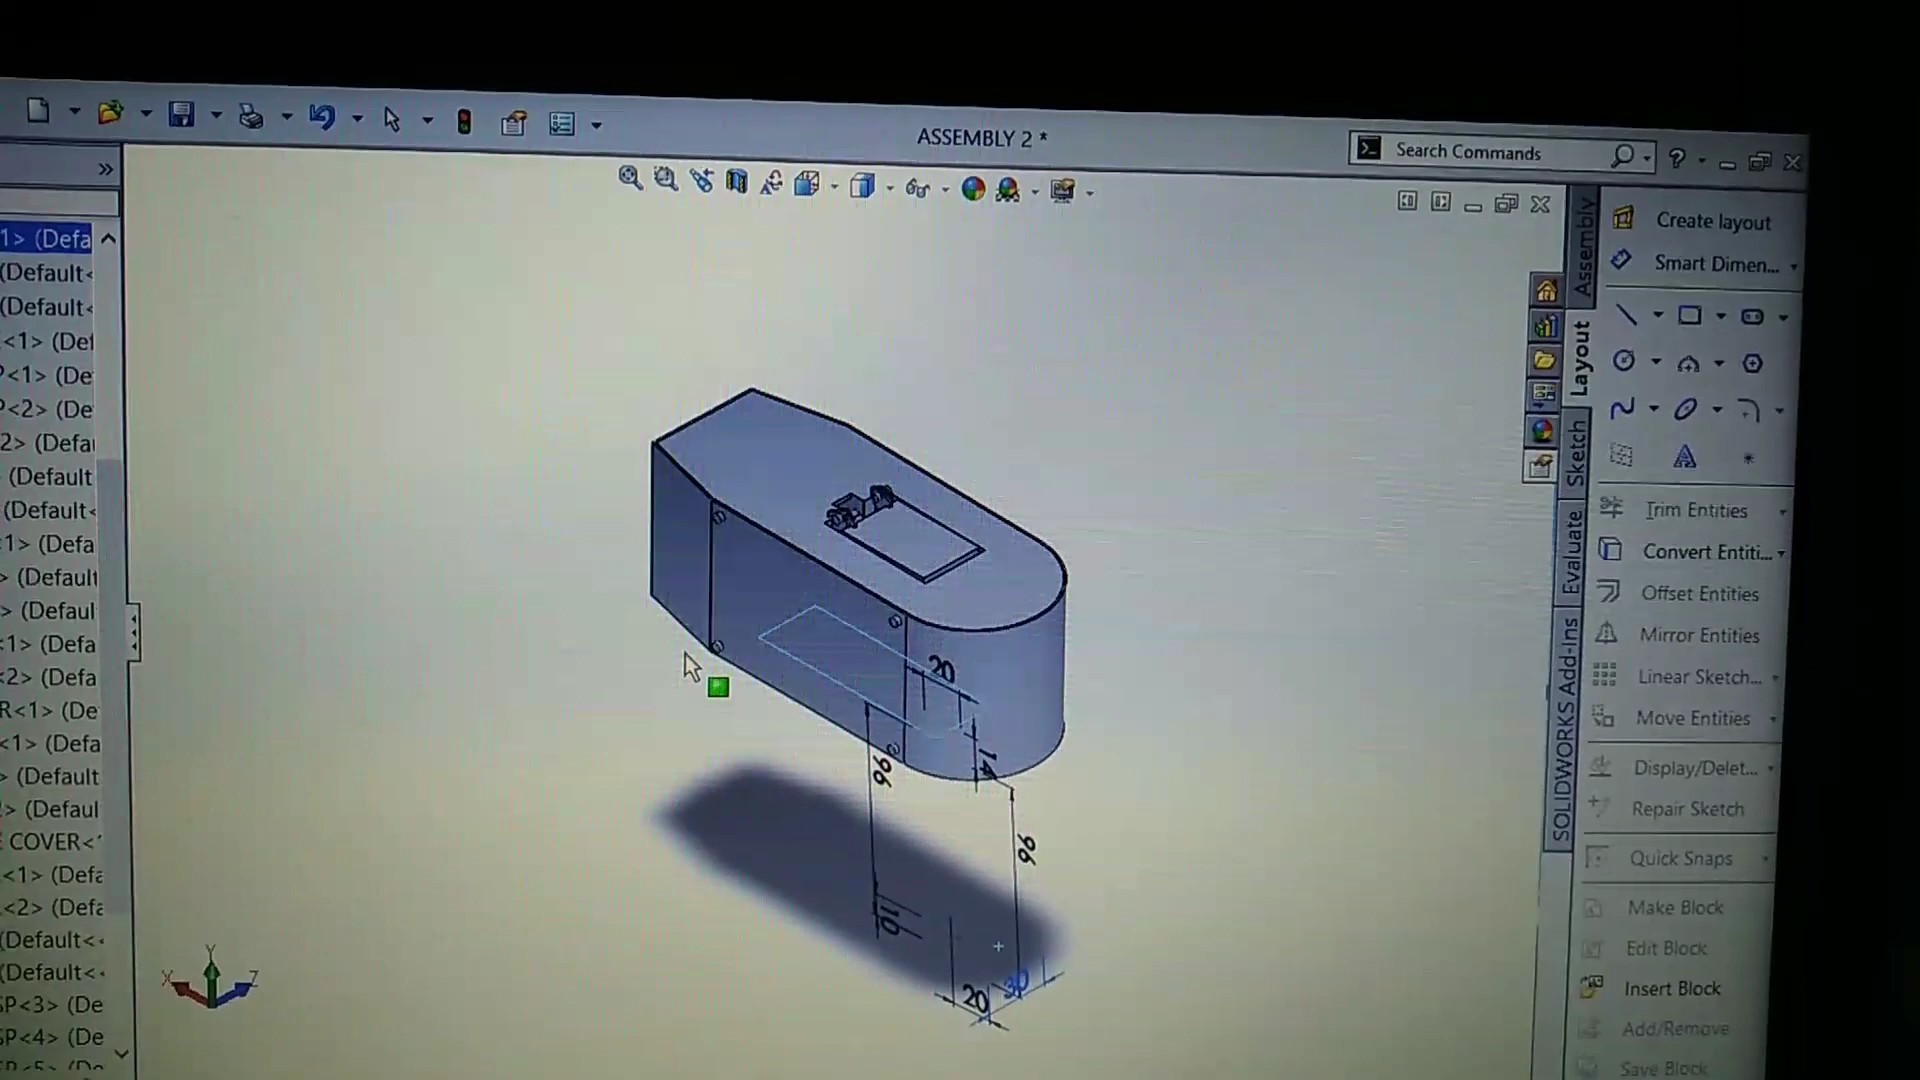 ASSEMBLY 2 *
Search Commands
1> (Defa
(Default<
(Default<
<1> (Def
P<1> (De
P<2> (De
2> (Defau
(Default
(Default<
1> (Defa
> (Default
> (Defaul
<1> (Defa
<2> (Defa
R<1> (De
<1> (Defa
> (Default
> (Defaul
COVER<
<1> (Defa
<2> (Defa
(Default<
(Default<
SP<3> (De
SP<4> (De
20
14
96
96
10
20
30
Y
X
Z
Assembly
Layout
Sketch
Evaluate
SOLIDWORKS Add-Ins
Create layout
Smart Dimen...
Trim Entities
Convert Entiti...
Offset Entities
Mirror Entities
Linear Sketch...
Move Entities
Display/Delet...
Repair Sketch
Quick Snaps
Make Block
Edit Block
Insert Block
Add/Remove
Save Block